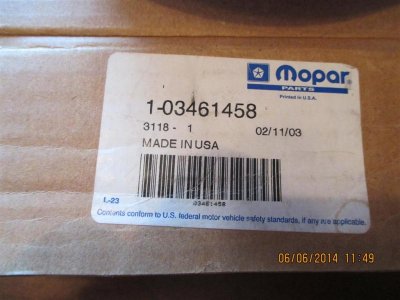 Mopar
PARTS
Printed in U.S.A.
1-03461458
3118 - 1 02/11/03
MADE IN USA
L-23
03461458
Contents conform to U.S. federal motor vehicle safety standards, if any are applicable.
06/06/2014 11:49